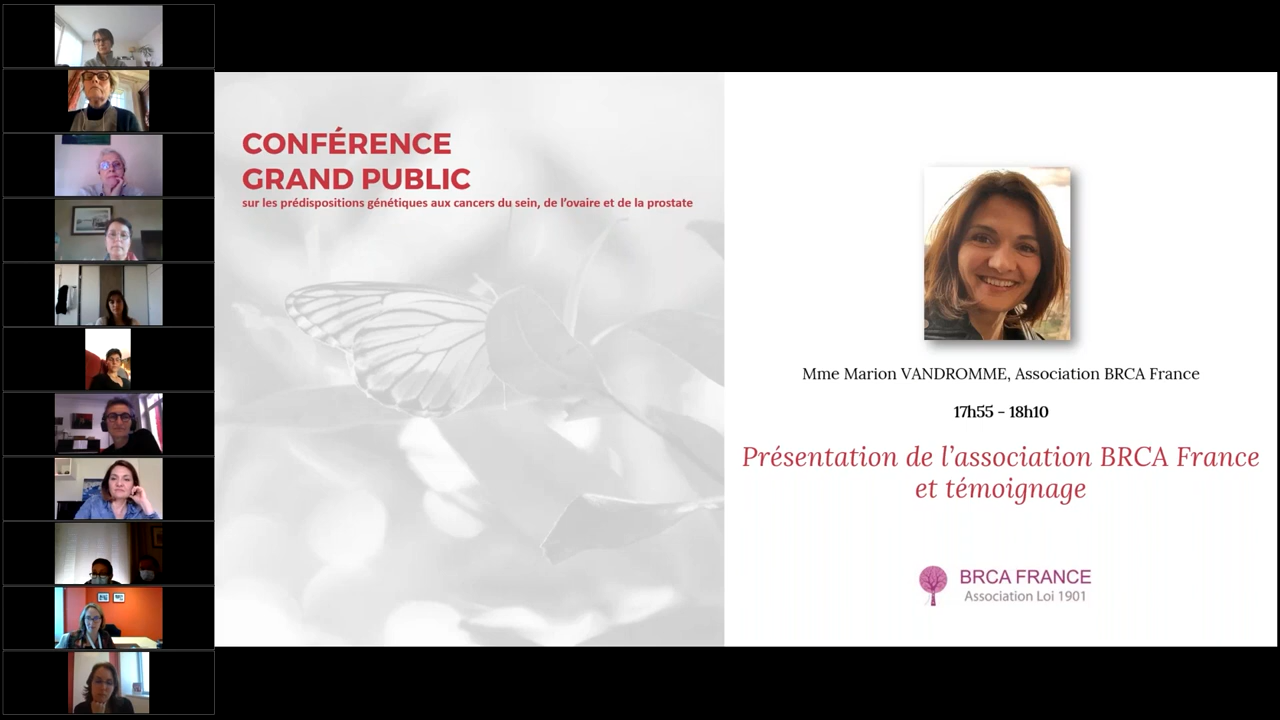 CONFÉRENCE
GRAND PUBLIC
sur les prédispositions génétiques aux cancers du sein, de l'ovaire et de la prostate
Mme Marion VANDROMME, Association BRCA France
17h55 - 18h10
Présentation de l'association BRCA France
et témoignage
BRCA FRANCE
Association Loi 1901